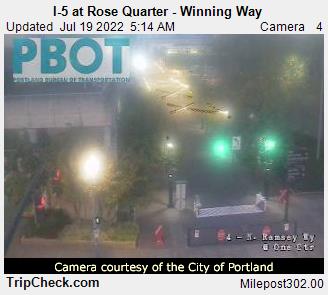 I-5 at Rose Quarter - Winning Way
Updated Jul 19 2022 5:14 AM Camera 4
PBOT
PORTLAND BUREAU OF TRANSPORTATION
4 - N. Ramsey Wy
@ One Ctr
Camera courtesy of the City of Portland
TripCheck.com Milepost302.00